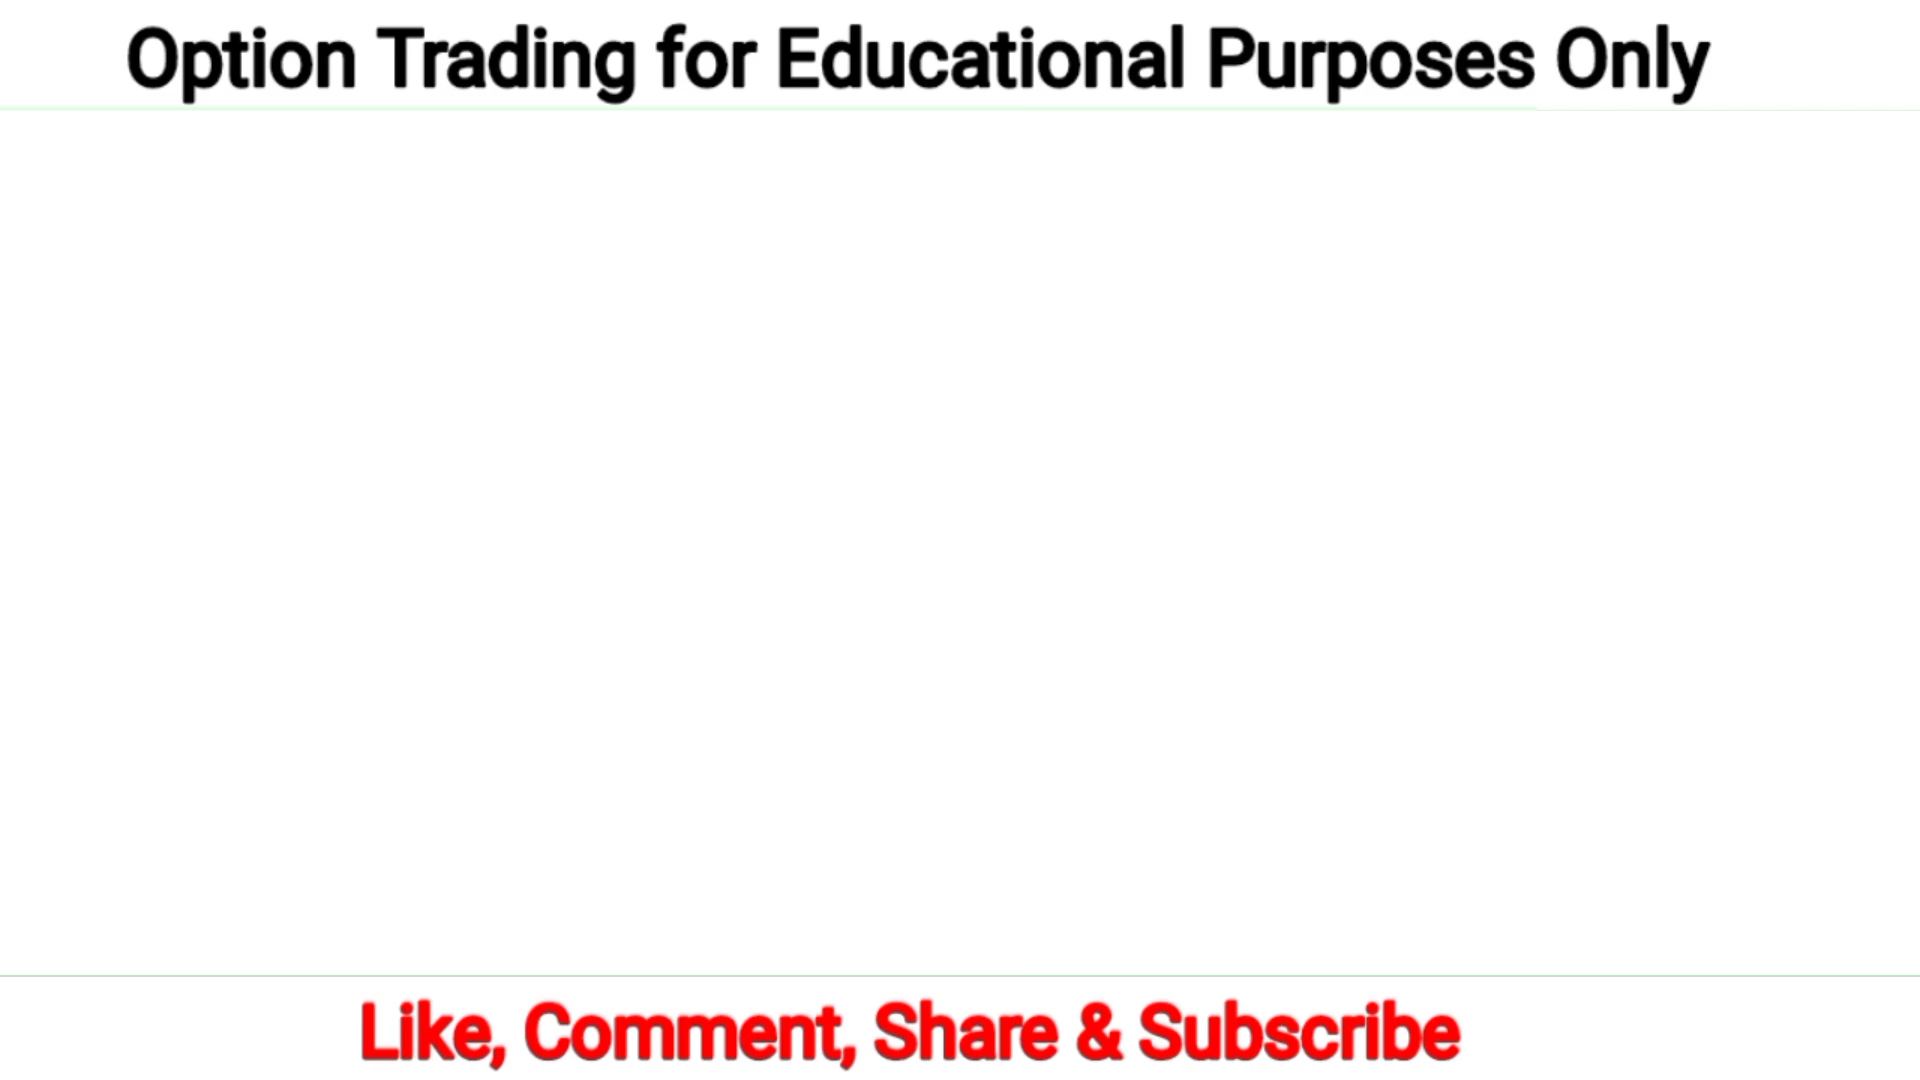 Option Trading for Educational Purposes Only
Like, Comment, Share & Subscribe